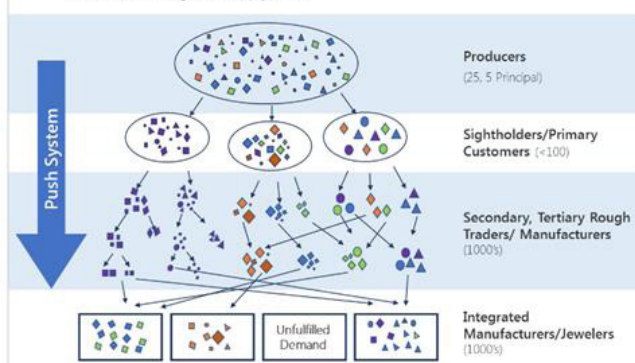 Push System
Producers
(25, 5 Principal)
Sightholders/Primary
Customers (<100)
Secondary, Tertiary Rough
Traders/ Manufacturers
(1000's)
Integrated
Manufacturers/Jewelers
(1000's)
Unfulfilled
Demand